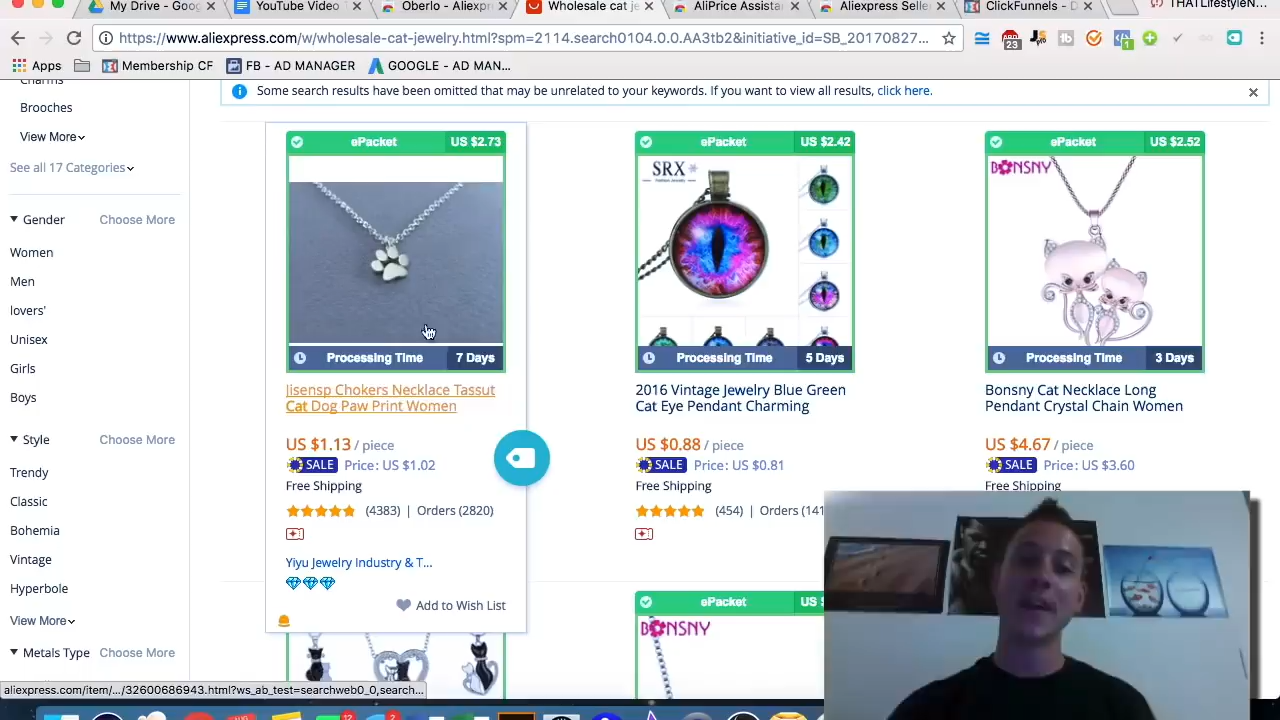 My Drive - Goog
YouTube Video T
Oberlo - Aliexpr
Wholesale cat je
AliPrice Assista
Aliexpress Selle
ClickFunnels - D
THATLifestyleN
https://www.aliexpress.com/w/wholesale-cat-jewelry.html?spm=2114.search0104.0.0.AA3tb2&initiative_id=SB_20170827...
23
Apps
Membership CF
FB - AD MANAGER
GOOGLE - AD MAN...
Charms
Brooches
View More
See all 17 Categories
Gender Choose More
Women
Men
lovers'
Unisex
Girls
Boys
Style Choose More
Trendy
Classic
Bohemia
Vintage
Hyperbole
View More
Metals Type Choose More
Some search results have been omitted that may be unrelated to your keywords. If you want to view all results, click here.
ePacket US $2.73
Processing Time 7 Days
Jisensp Chokers Necklace Tassut
Cat Dog Paw Print Women
US $1.13 / piece
SALE Price: US $1.02
Free Shipping
(4383) | Orders (2820)
Yiyu Jewelry Industry & T...
Add to Wish List
ePacket US $2.42
SRX
Fashion Jewelry
Processing Time 5 Days
2016 Vintage Jewelry Blue Green
Cat Eye Pendant Charming
US $0.88 / piece
SALE Price: US $0.81
Free Shipping
(454) | Orders (141
ePacket US $2.52
BONSNY
Processing Time 3 Days
Bonsny Cat Necklace Long
Pendant Crystal Chain Women
US $4.67 / piece
SALE Price: US $3.60
Free Shipping
ePacket US $
BONSNY
aliexpress.com/item/.../32600686943.html?ws_ab_test=searchweb0_0,search...